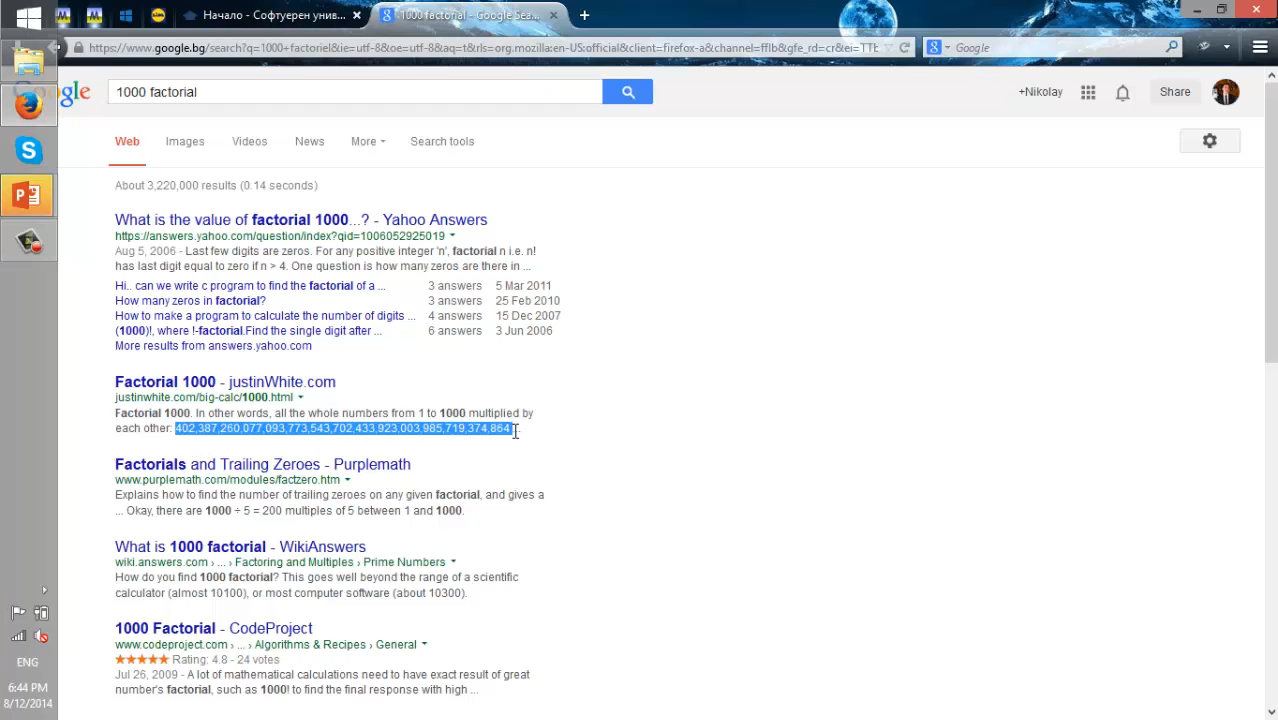 Начало - Софтуерен унив...
1000 factorial - Google Sea...
https://www.google.bg/search?q=1000+factoriel&ie=utf-8&oe=utf-8&aq=t&rls=org.mozilla:en-US:official&client=firefox-a&channel=fflb&gfe_rd=cr&ei=TTb
Google
1000 factorial
+Nikolay
Share
Web
Images
Videos
News
More
Search tools
About 3,220,000 results (0.14 seconds)
What is the value of factorial 1000...? - Yahoo Answers
https://answers.yahoo.com/question/index?qid=1006052925019
Aug 5, 2006 - Last few digits are zeros. For any positive integer 'n', factorial n i.e. n!
has last digit equal to zero if n > 4. One question is how many zeros are there in ...
Hi.. can we write c program to find the factorial of a ... 3 answers 5 Mar 2011
How many zeros in factorial? 3 answers 25 Feb 2010
How to make a program to calculate the number of digits ... 4 answers 15 Dec 2007
(1000)!, where !-factorial.Find the single digit after ... 6 answers 3 Jun 2006
More results from answers.yahoo.com
Factorial 1000 - justinWhite.com
justinwhite.com/big-calc/1000.html
Factorial 1000. In other words, all the whole numbers from 1 to 1000 multiplied by
each other: 402,387,260,077,093,773,543,702,433,923,003,985,719,374,864 ...
Factorials and Trailing Zeroes - Purplemath
www.purplemath.com/modules/factzero.htm
Explains how to find the number of trailing zeroes on any given factorial, and gives a
... Okay, there are 1000 ÷ 5 = 200 multiples of 5 between 1 and 1000.
What is 1000 factorial - WikiAnswers
wiki.answers.com › ... › Factoring and Multiples › Prime Numbers
How do you find 1000 factorial? This goes well beyond the range of a scientific
calculator (almost 10100), or most computer software (about 10300).
1000 Factorial - CodeProject
www.codeproject.com › ... › Algorithms & Recipes › General
Rating: 4.8 - 24 votes
Jul 26, 2009 - A lot of mathematical calculations need to have exact result of great
number's factorial, such as 1000! to find the final response with high ...
ENG
6:44 PM
8/12/2014